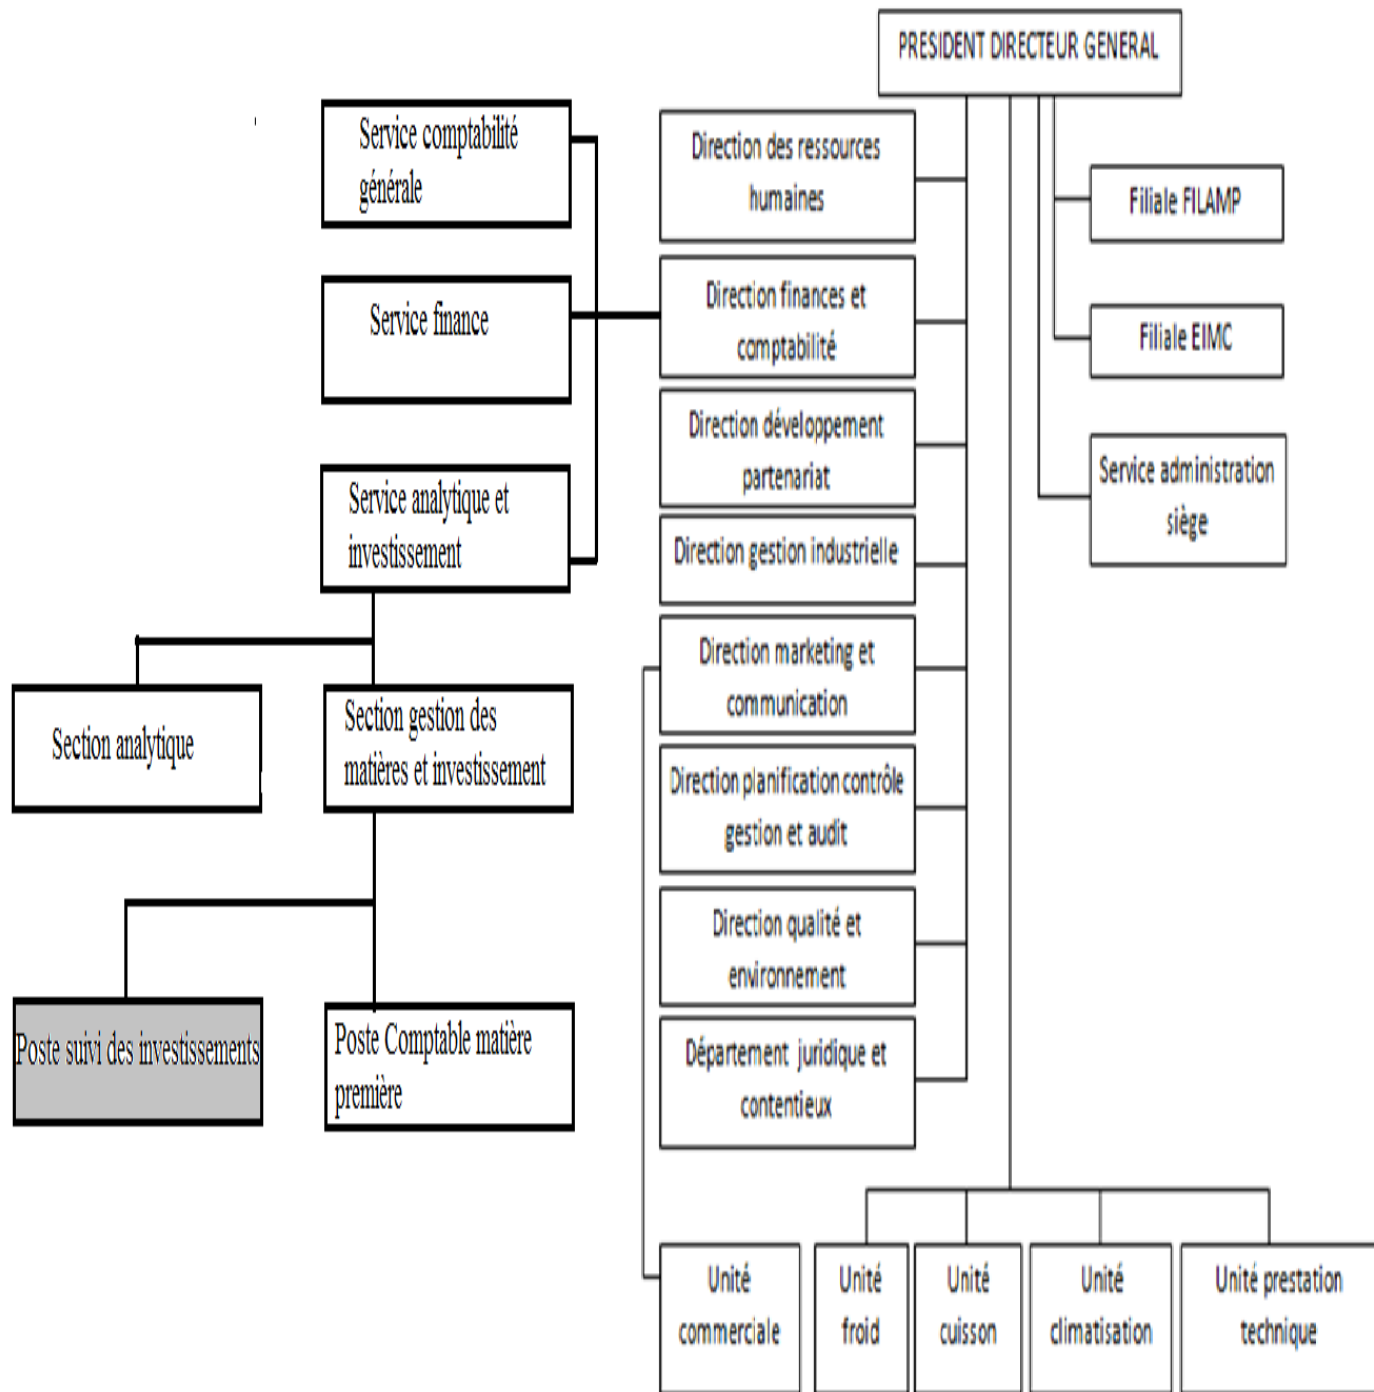 PRESIDENT DIRECTEUR GENERAL
Service comptabilité
générale
Service finance
Service analytique et
investissement
Section analytique
Section gestion des
matières et investissement
Poste suivi des investissements
Poste Comptable matière
première
Direction des ressources
humaines
Direction finances et
comptabilité
Direction développement
partenariat
Direction gestion industrielle
Direction marketing et
communication
Direction planification contrôle
gestion et audit
Direction qualité et
environnement
Département juridique et
contentieux
Filiale FILAMP
Filiale EIMC
Service administration
siège
Unité
commerciale
Unité
froid
Unité
cuisson
Unité
climatisation
Unité prestation
technique